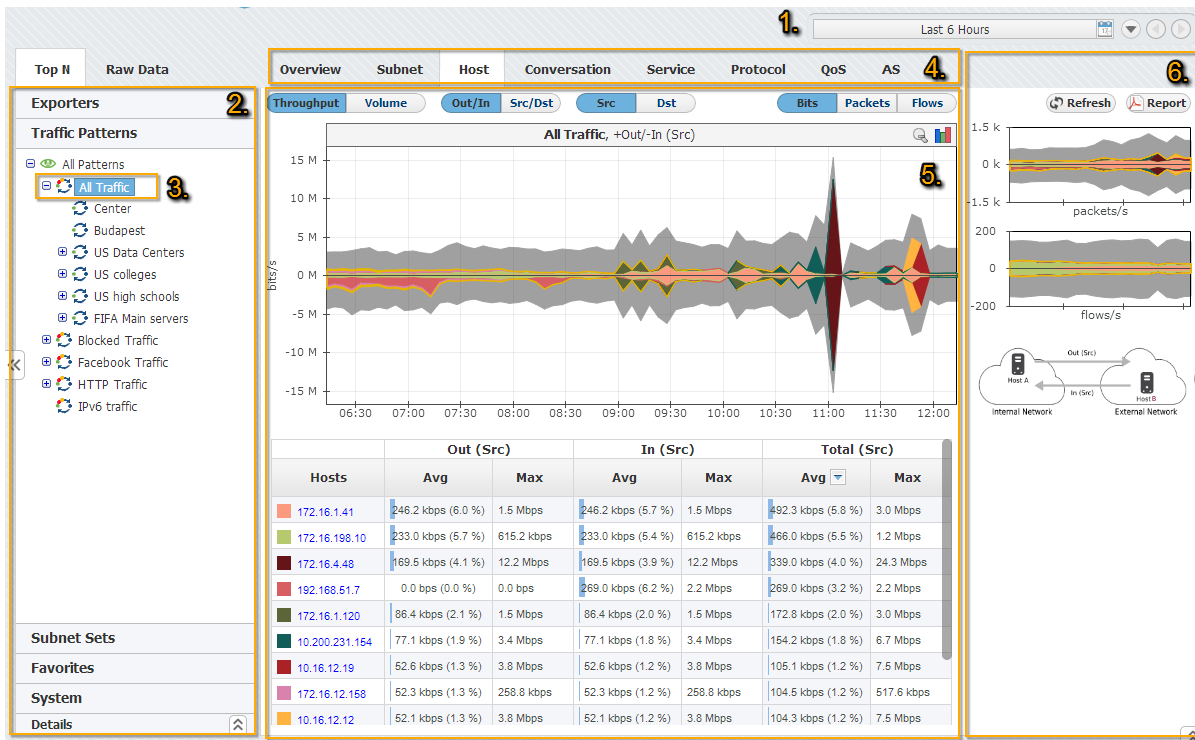 1.
Last 6 Hours
Top N Raw Data
Overview Subnet Host Conversation Service Protocol QoS AS 4.
6.
Exporters 2.
Traffic Patterns
All Patterns
All Traffic 3.
Center
Budapest
US Data Centers
US colleges
US high schools
FIFA Main servers
Blocked Traffic
Facebook Traffic
HTTP Traffic
IPv6 traffic
Subnet Sets
Favorites
System
Details
Throughput Volume Out/In Src/Dst Src Dst Bits Packets Flows
All Traffic, +Out/-In (Src)
5.
bits/s
15 M
10 M
5 M
0 M
-5 M
-10 M
-15 M
06:30 07:00 07:30 08:00 08:30 09:00 09:30 10:00 10:30 11:00 11:30 12:00
Out (Src) In (Src) Total (Src)
Hosts Avg Max Avg Max Avg Max
172.16.1.41 246.2 kbps (6.0 %) 1.5 Mbps 246.2 kbps (5.7 %) 1.5 Mbps 492.3 kbps (5.8 %) 3.0 Mbps
172.16.198.10 233.0 kbps (5.7 %) 615.2 kbps 233.0 kbps (5.4 %) 615.2 kbps 466.0 kbps (5.5 %) 1.2 Mbps
172.16.4.48 169.5 kbps (4.1 %) 12.2 Mbps 169.5 kbps (3.9 %) 12.2 Mbps 339.0 kbps (4.0 %) 24.3 Mbps
192.168.51.7 0.0 bps (0.0 %) 0.0 bps 269.0 kbps (6.2 %) 2.2 Mbps 269.0 kbps (3.2 %) 2.2 Mbps
172.16.1.120 86.4 kbps (2.1 %) 1.5 Mbps 86.4 kbps (2.0 %) 1.5 Mbps 172.8 kbps (2.0 %) 3.0 Mbps
10.200.231.154 77.1 kbps (1.9 %) 3.4 Mbps 77.1 kbps (1.8 %) 3.4 Mbps 154.2 kbps (1.8 %) 6.7 Mbps
10.16.12.19 52.6 kbps (1.3 %) 3.8 Mbps 52.6 kbps (1.2 %) 3.8 Mbps 105.1 kbps (1.2 %) 7.5 Mbps
172.16.12.158 52.3 kbps (1.3 %) 258.8 kbps 52.3 kbps (1.2 %) 258.8 kbps 104.5 kbps (1.2 %) 517.6 kbps
10.16.12.12 52.1 kbps (1.3 %) 3.8 Mbps 52.1 kbps (1.2 %) 3.8 Mbps 104.3 kbps (1.2 %) 7.5 Mbps
Refresh Report
1.5 k
0 k
-1.5 k
packets/s
200
0
-200
flows/s
Out (Src)
Host A
In (Src)
Host B
Internal Network External Network